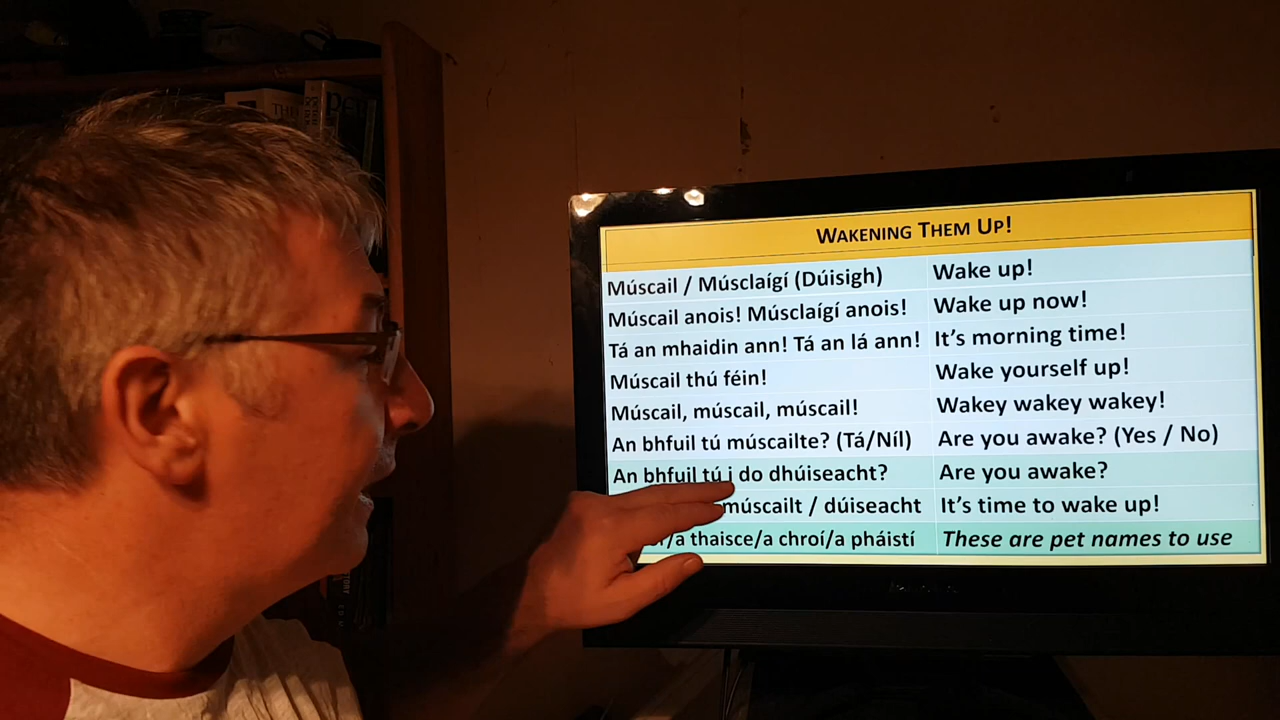 WAKENING THEM UP!
Múscail / Músclaígí (Dúisigh) Wake up!
Múscail anois! Músclaígí anois! Wake up now!
Tá an mhaidin ann! Tá an lá ann! It's morning time!
Múscail thú féin! Wake yourself up!
Múscail, múscail, múscail! Wakey wakey wakey!
An bhfuil tú múscailte? (Tá/Níl) Are you awake? (Yes / No)
An bhfuil tú i do dhúiseacht? Are you awake?
múscailt / dúiseacht It's time to wake up!
thaisce/a chroí/a pháistí These are pet names to use